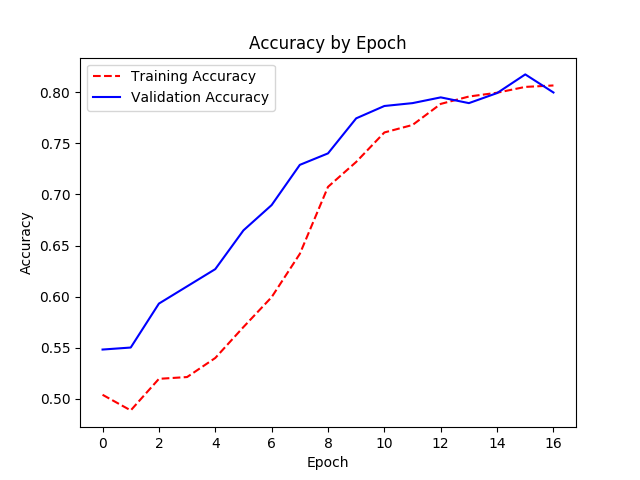 Accuracy by Epoch
Training Accuracy
Validation Accuracy
0.80
0.75
0.70
0.65
0.60
0.55
0.50
Accuracy
0 2 4 6 8 10 12 14 16
Epoch